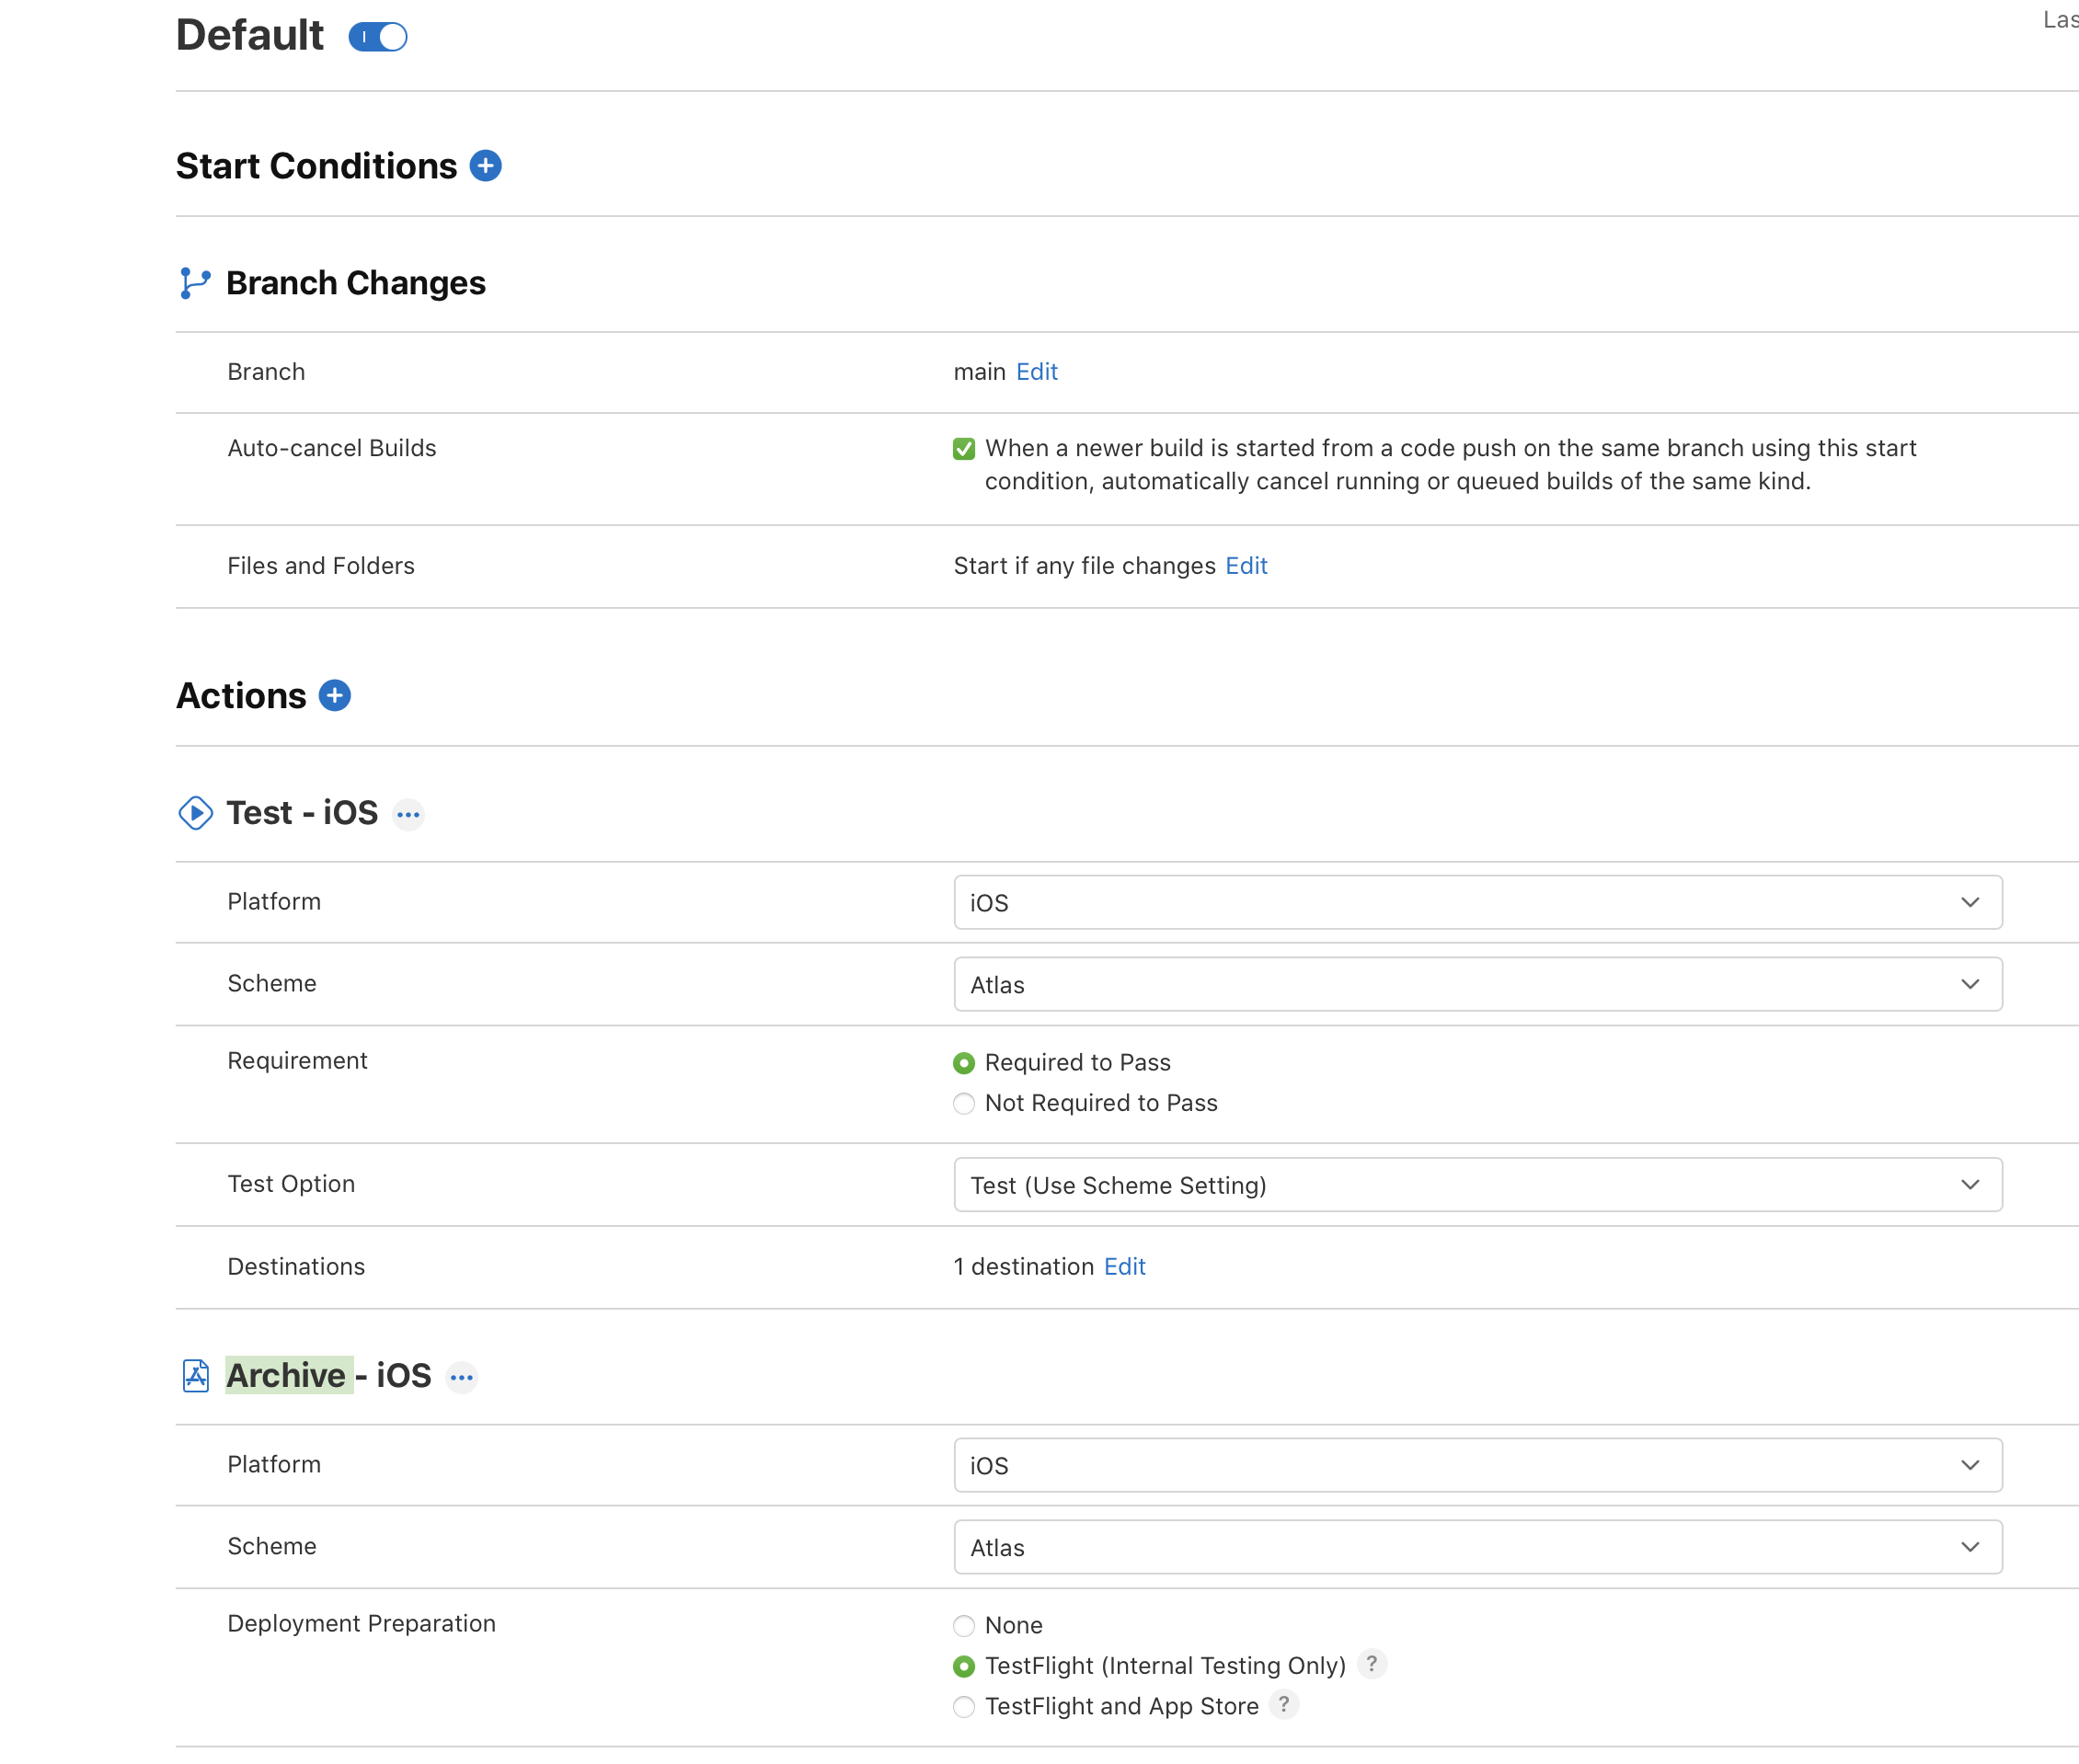 Default
Start Conditions
Branch Changes
Branch
main Edit
Auto-cancel Builds
When a newer build is started from a code push on the same branch using this start
condition, automatically cancel running or queued builds of the same kind.
Files and Folders
Start if any file changes Edit
Actions
Test - iOS
Platform
iOS
Scheme
Atlas
Requirement
Required to Pass
Not Required to Pass
Test Option
Test (Use Scheme Setting)
Destinations
1 destination Edit
Archive - iOS
Platform
iOS
Scheme
Atlas
Deployment Preparation
None
TestFlight (Internal Testing Only) ?
TestFlight and App Store ?